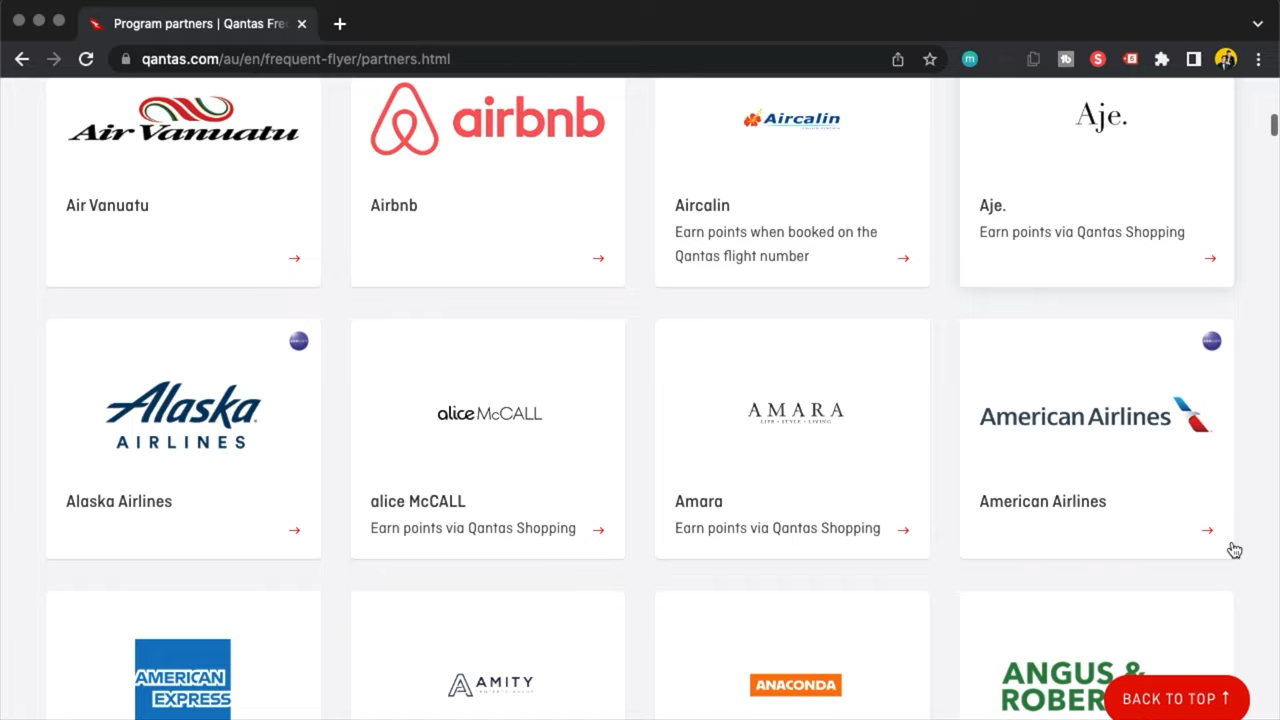 Program partners | Qantas Fre
qantas.com/au/en/frequent-flyer/partners.html
Air Vanuatu
airbnb
Aircalin
Aje.
Air Vanuatu
Airbnb
Aircalin
Earn points when booked on the
Qantas flight number
Aje.
Earn points via Qantas Shopping
Alaska
AIRLINES
alice McCALL
AMARA
LIFE · STYLE · LIVING
American Airlines
Alaska Airlines
alice McCALL
Earn points via Qantas Shopping
Amara
Earn points via Qantas Shopping
American Airlines
AMERICAN
EXPRESS
AMITY
ANACONDA
ANGUS &
ROBER
BACK TO TOP ↑